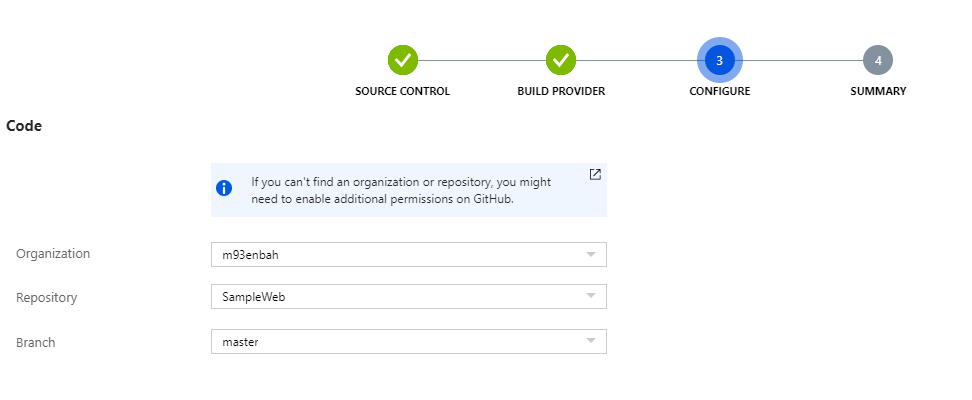 3
4
SOURCE CONTROL
BUILD PROVIDER
CONFIGURE
SUMMARY
Code
If you can't find an organization or repository, you might
need to enable additional permissions on GitHub.
Organization
m93enbah
Repository
SampleWeb
Branch
master